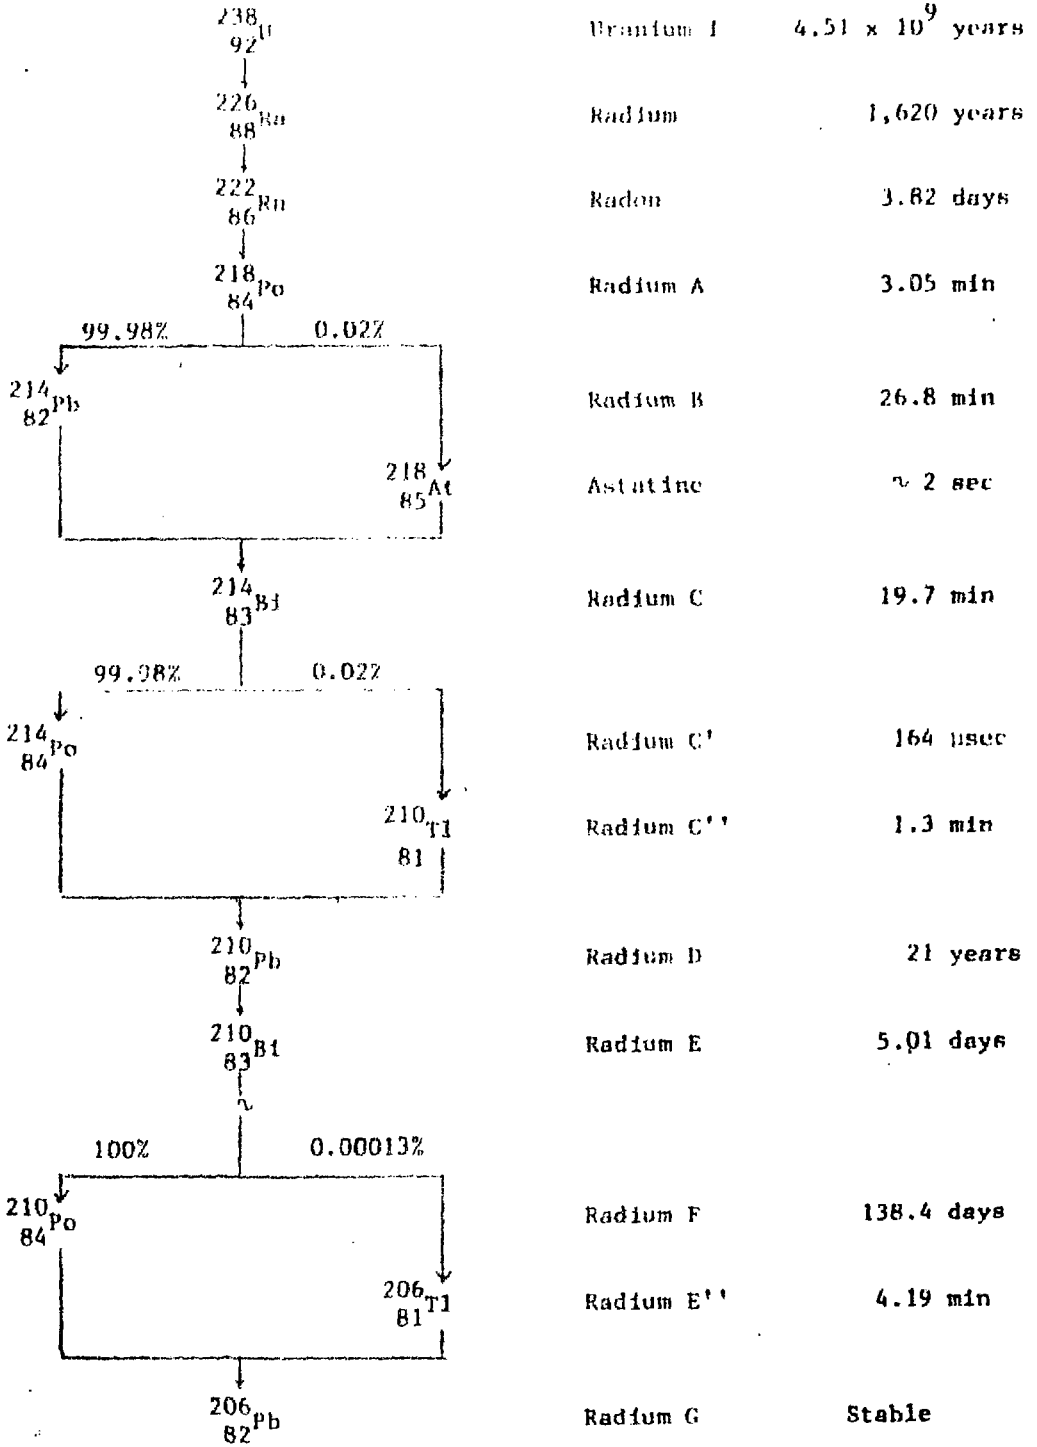 238
92 U Uranium I 4.51 x 10^9 years
226
88 Ra Radium 1,620 years
222
86 Rn Radon 3.82 days
218
84 Po Radium A 3.05 min
99.98% 0.02%
214
82 Pb Radium B 26.8 min
218
85 At Astatine ~ 2 sec
214
83 Bi Radium C 19.7 min
99.98% 0.02%
214
84 Po Radium C' 164 μsec
210
81 Tl Radium C'' 1.3 min
210
82 Pb Radium D 21 years
210
83 Bi Radium E 5.01 days
~
100% 0.00013%
210
84 Po Radium F 138.4 days
206
81 Tl Radium E'' 4.19 min
206
82 Pb Radium G Stable